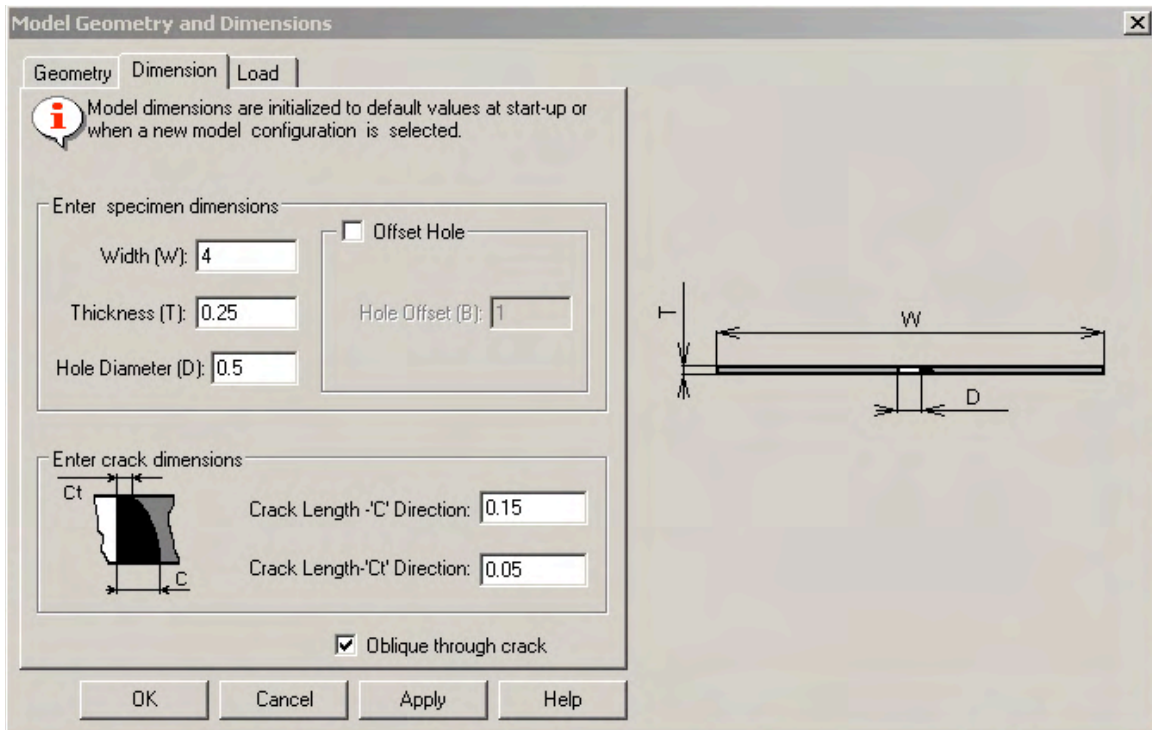 Model Geometry and Dimensions
Geometry Dimension Load
i Model dimensions are initialized to default values at start-up or
when a new model configuration is selected.
Enter specimen dimensions
Width (W): 4
Thickness (T): 0.25
Hole Diameter (D): 0.5
Offset Hole
Hole Offset (B): 1
Enter crack dimensions
Ct
C
Crack Length -'C' Direction: 0.15
Crack Length-'Ct' Direction: 0.05
Oblique through crack
OK Cancel Apply Help
T
W
D